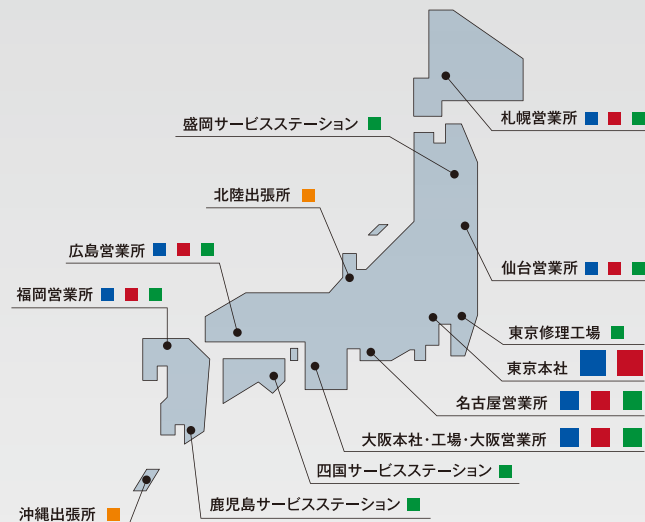 札幌営業所
盛岡サービスステーション
北陸出張所
広島営業所
仙台営業所
福岡営業所
東京修理工場
東京本社
名古屋営業所
大阪本社・工場・大阪営業所
四国サービスステーション
鹿児島サービスステーション
沖縄出張所